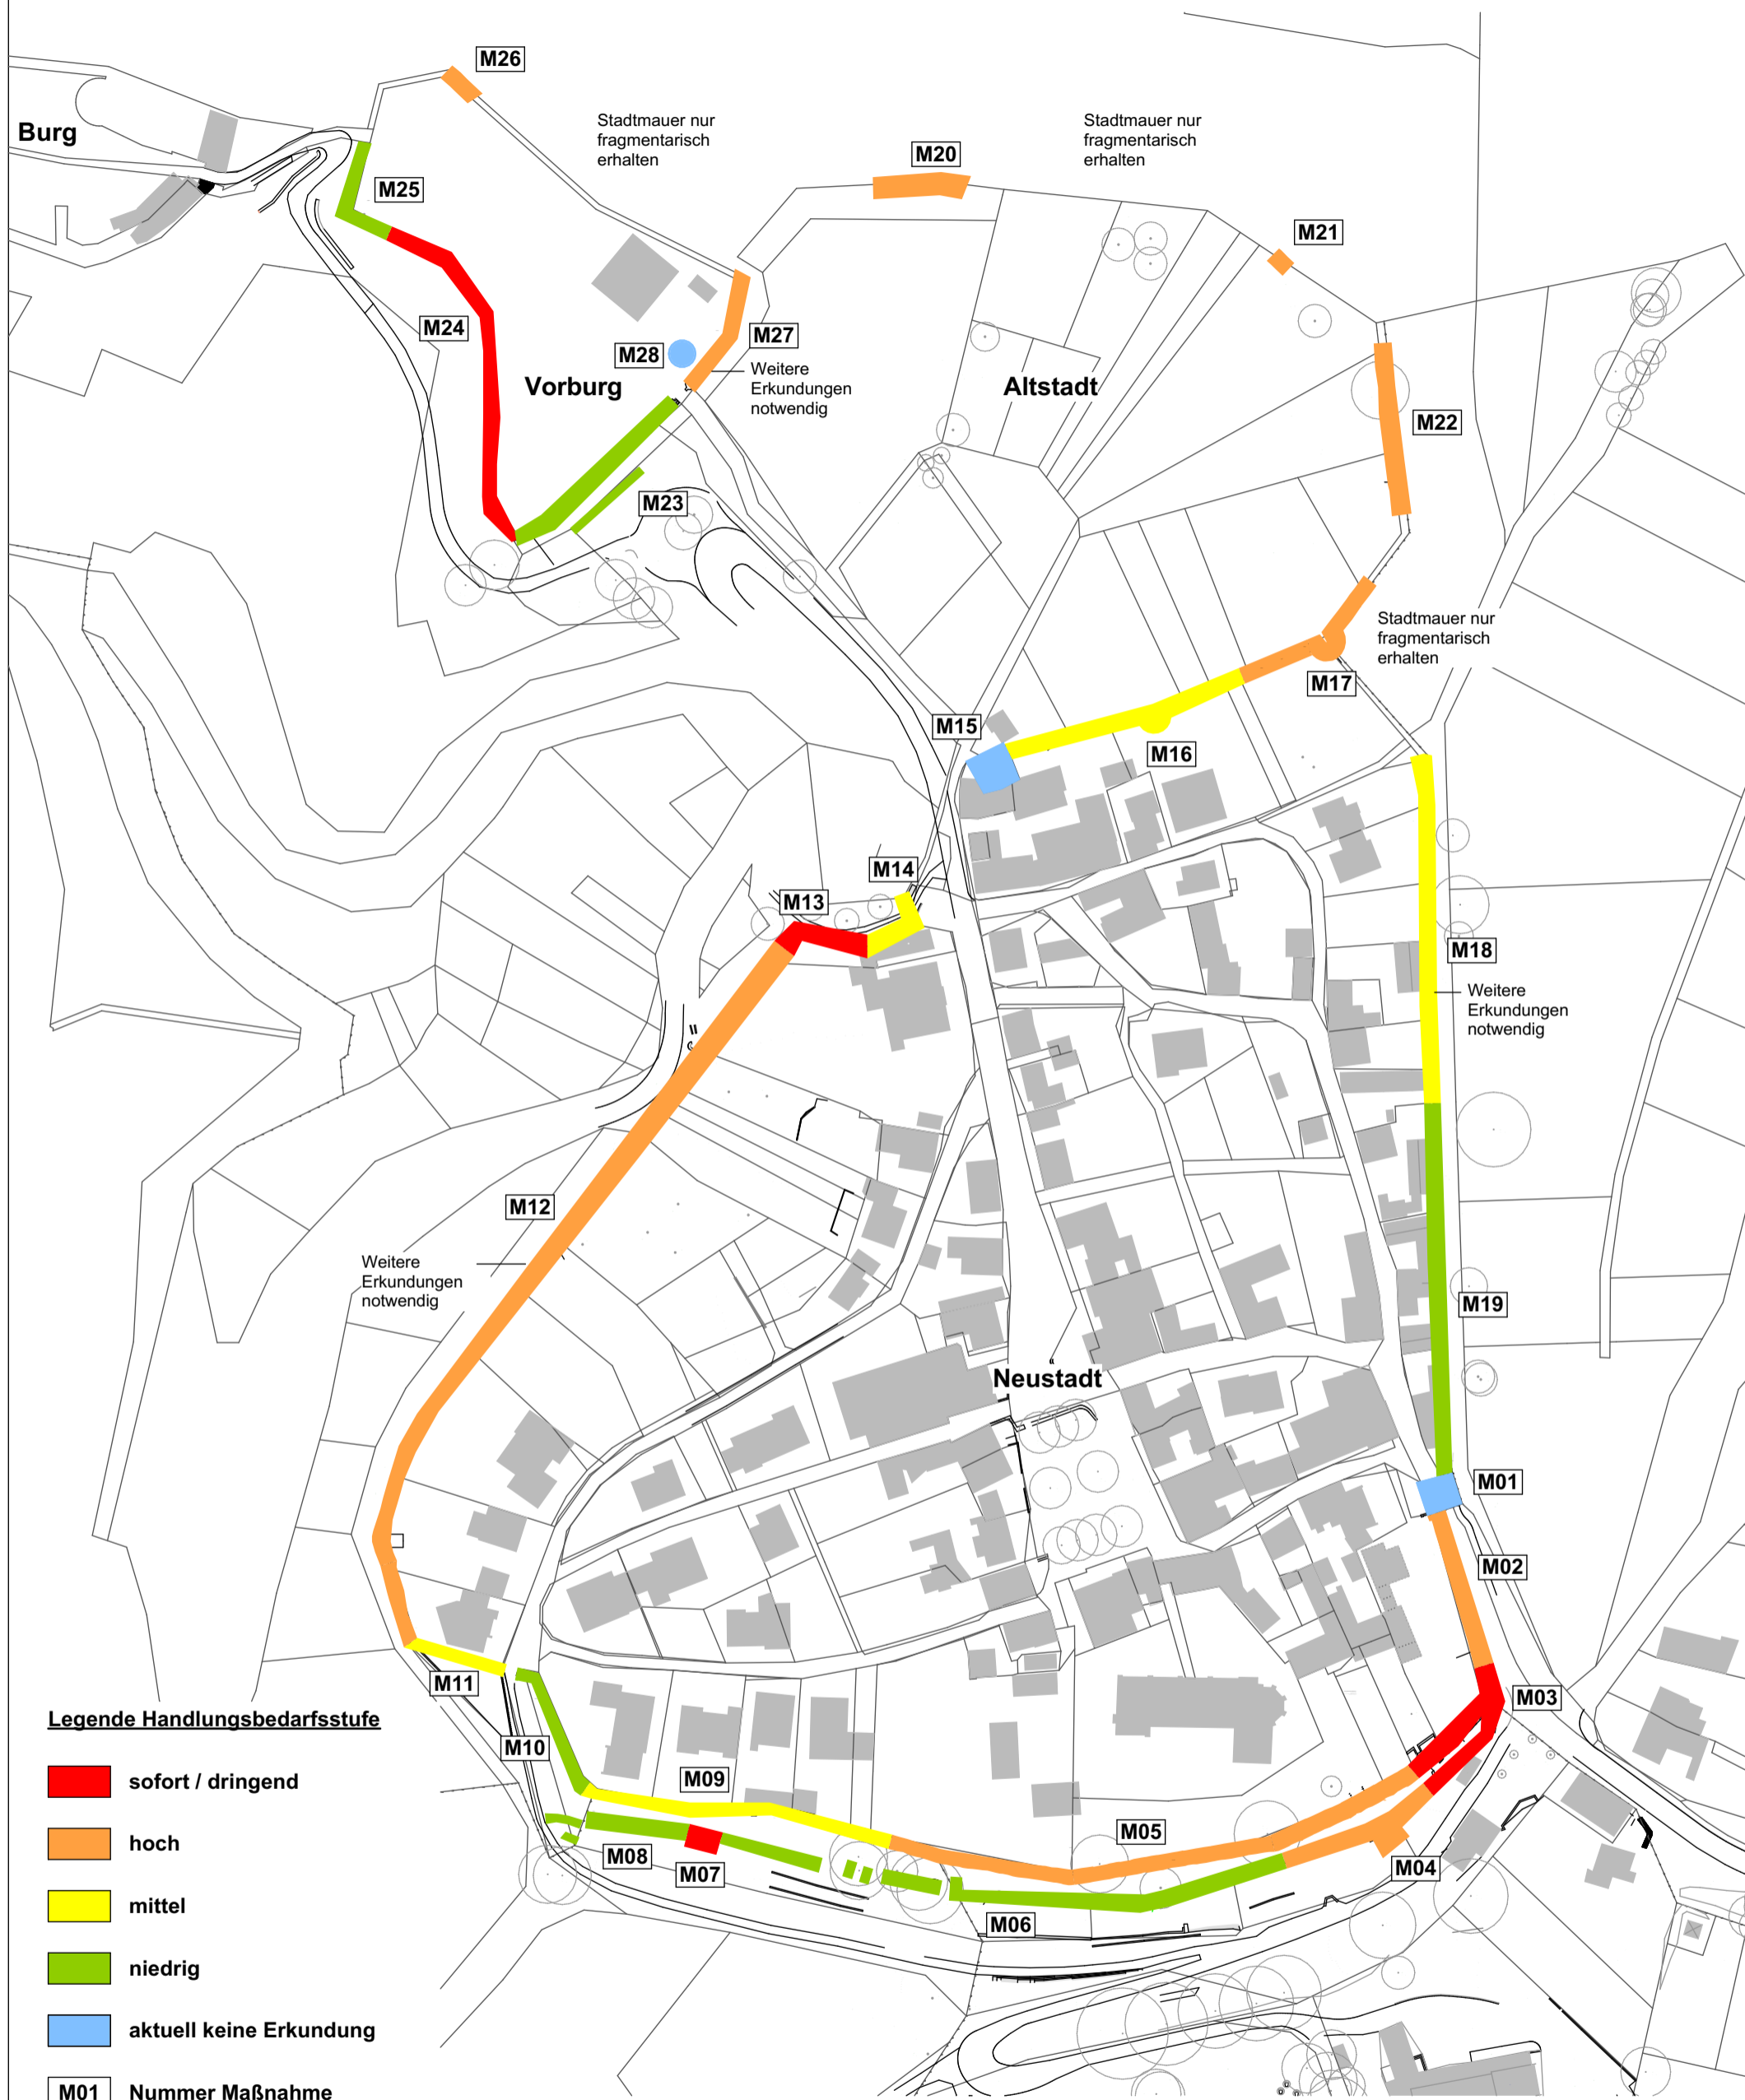 M26
Burg
Stadtmauer nur
fragmentarisch
erhalten
Stadtmauer nur
fragmentarisch
erhalten
M20
M25
M21
M24
M27
M28
Weitere
Erkundungen
notwendig
Vorburg
Altstadt
M22
M23
Stadtmauer nur
fragmentarisch
erhalten
M17
M15
M16
M14
M13
M18
Weitere
Erkundungen
notwendig
M12
Weitere
Erkundungen
notwendig
M19
Neustadt
M01
M02
M11
M03
M10
M09
M05
M08
M07
M04
M06
Legende Handlungsbedarfsstufe
sofort / dringend
hoch
mittel
niedrig
aktuell keine Erkundung
M01 Nummer Maßnahme